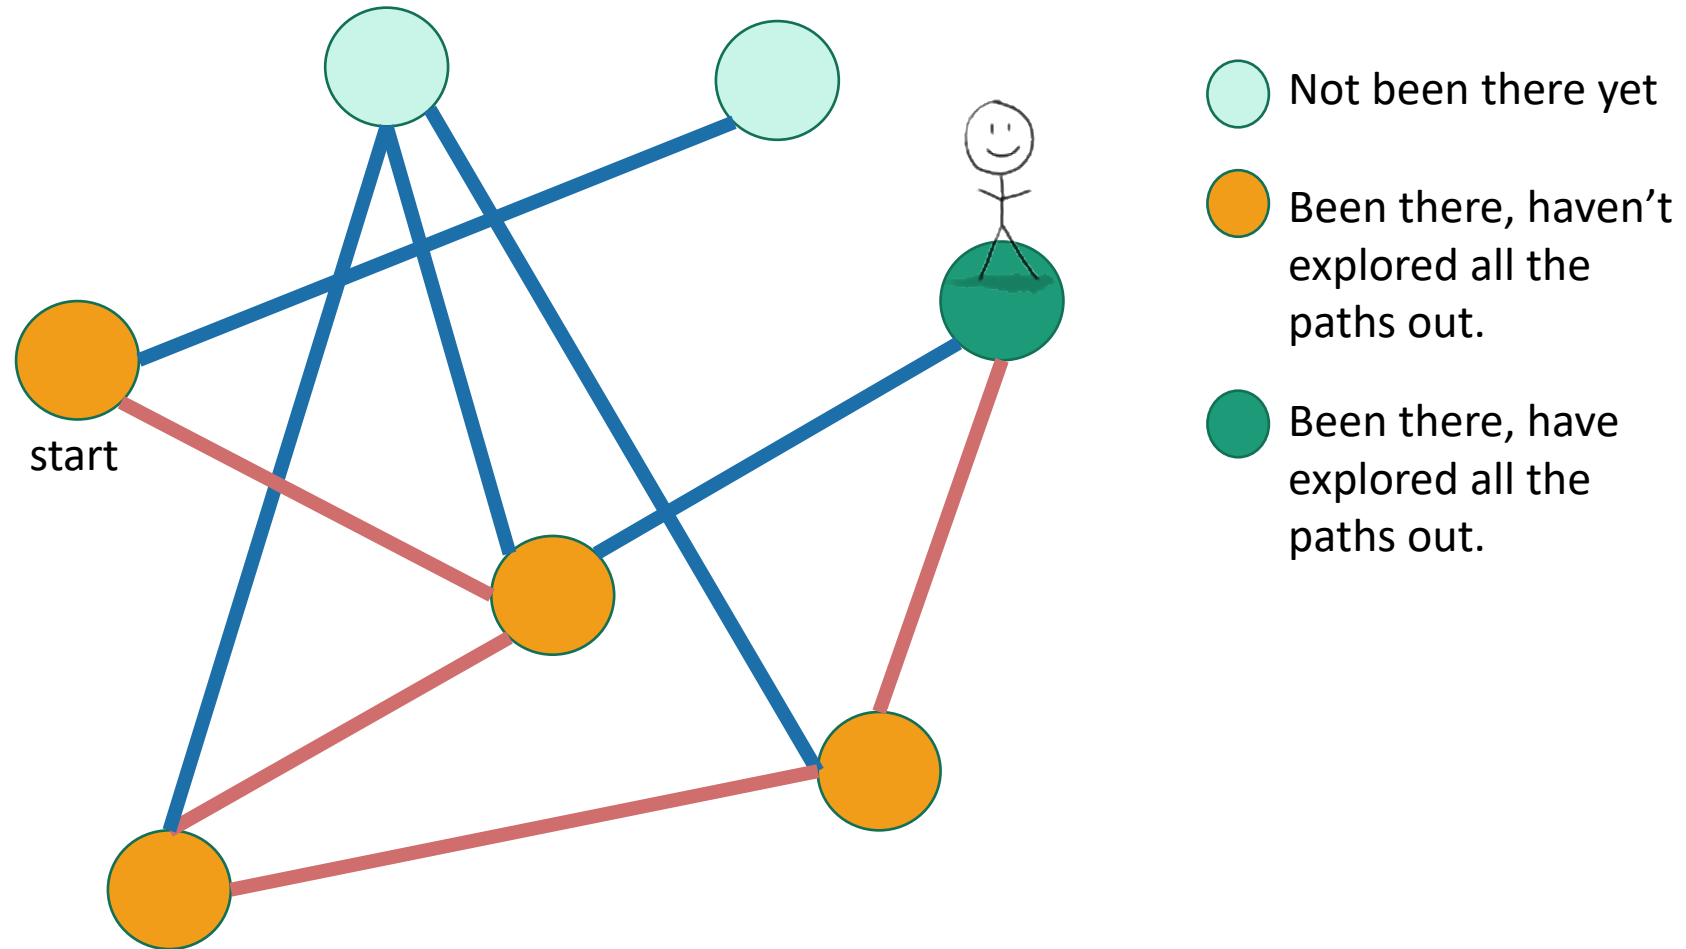 Not been there yet
Been there, haven’t
explored all the
paths out.
Been there, have
explored all the
paths out.
start